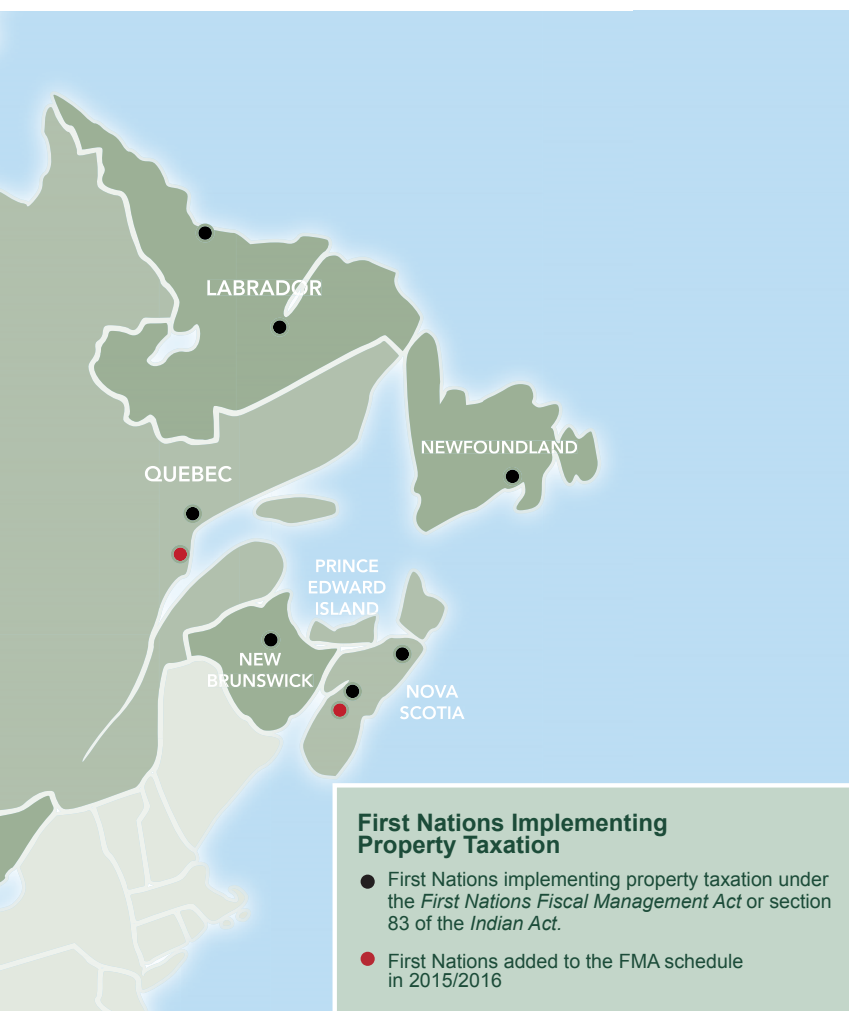 LABRADOR
NEWFOUNDLAND
QUEBEC
PRINCE
EDWARD
ISLAND
NEW
BRUNSWICK
NOVA
SCOTIA
First Nations Implementing
Property Taxation
First Nations implementing property taxation under
the First Nations Fiscal Management Act or section
83 of the Indian Act.
First Nations added to the FMA schedule
in 2015/2016